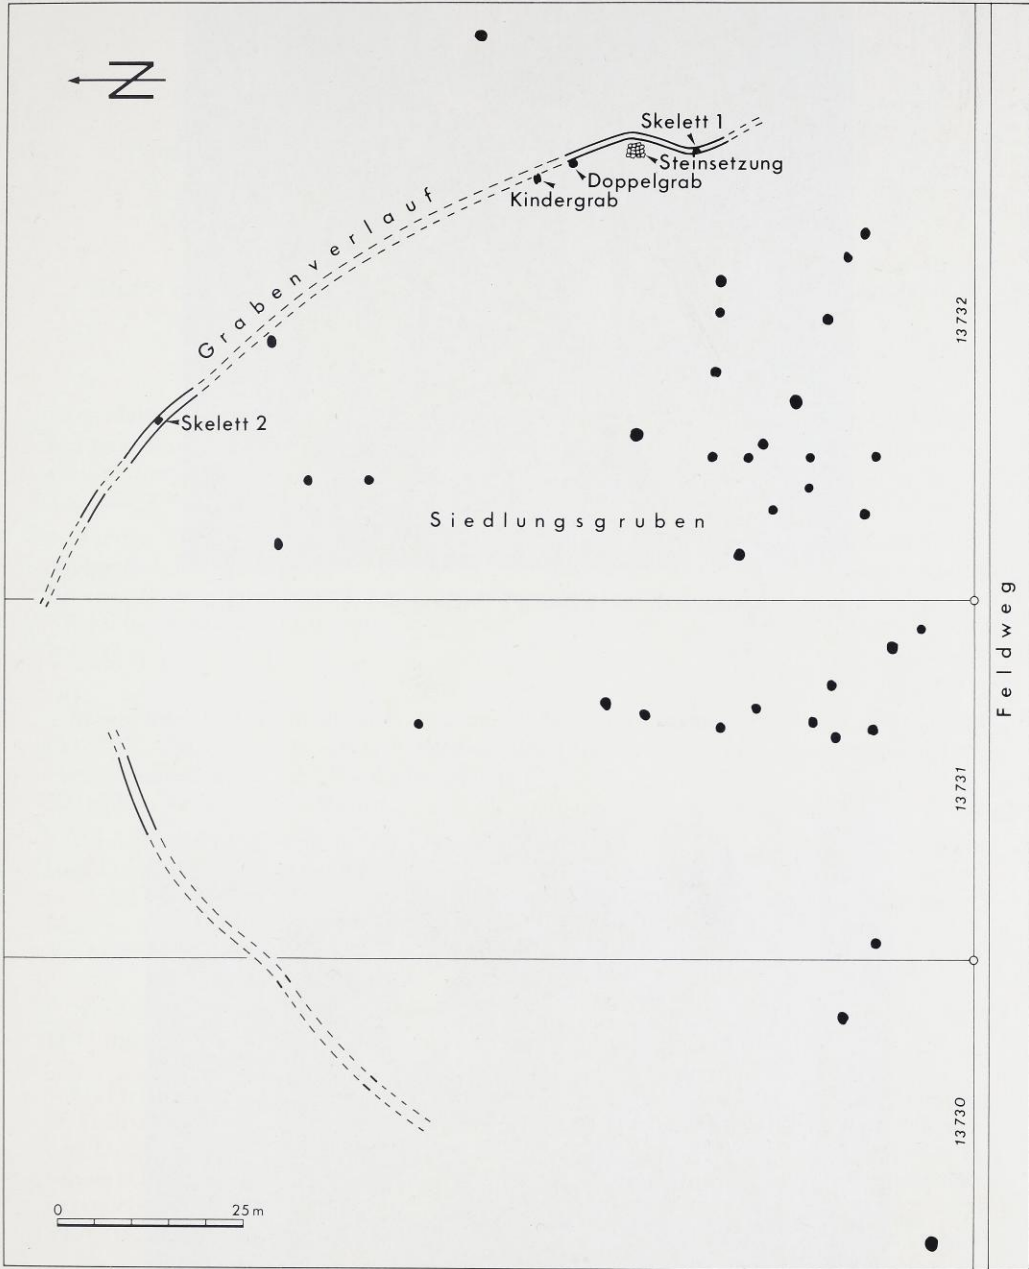 N
Skelett 1
Steinsetzung
Doppelgrab
Kindergrab
Grabenverlauf
13732
Skelett 2
Siedlungsgruben
Feldweg
13731
13730
0 25 m